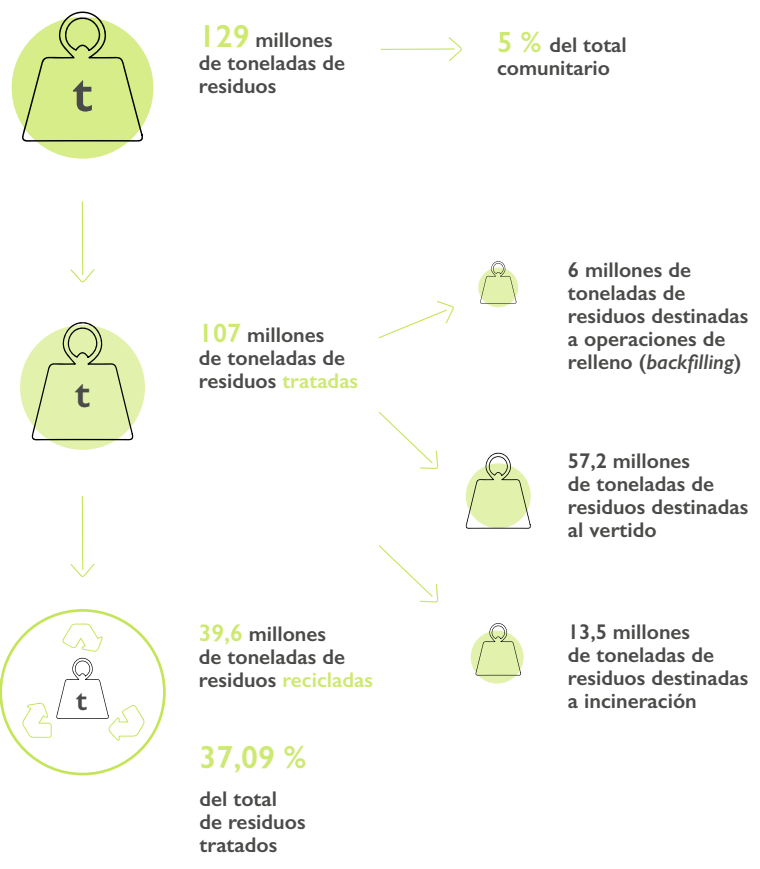 t
129 millones
de toneladas de
residuos
5 % del total
comunitario
t
107 millones
de toneladas de
residuos tratadas
6 millones de
toneladas de
residuos destinadas
a operaciones de
relleno (backfilling)
57,2 millones
de toneladas de
residuos destinadas
al vertido
t
39,6 millones
de toneladas de
residuos recicladas
13,5 millones
de toneladas de
residuos destinadas
a incineración
37,09 %
del total
de residuos
tratados